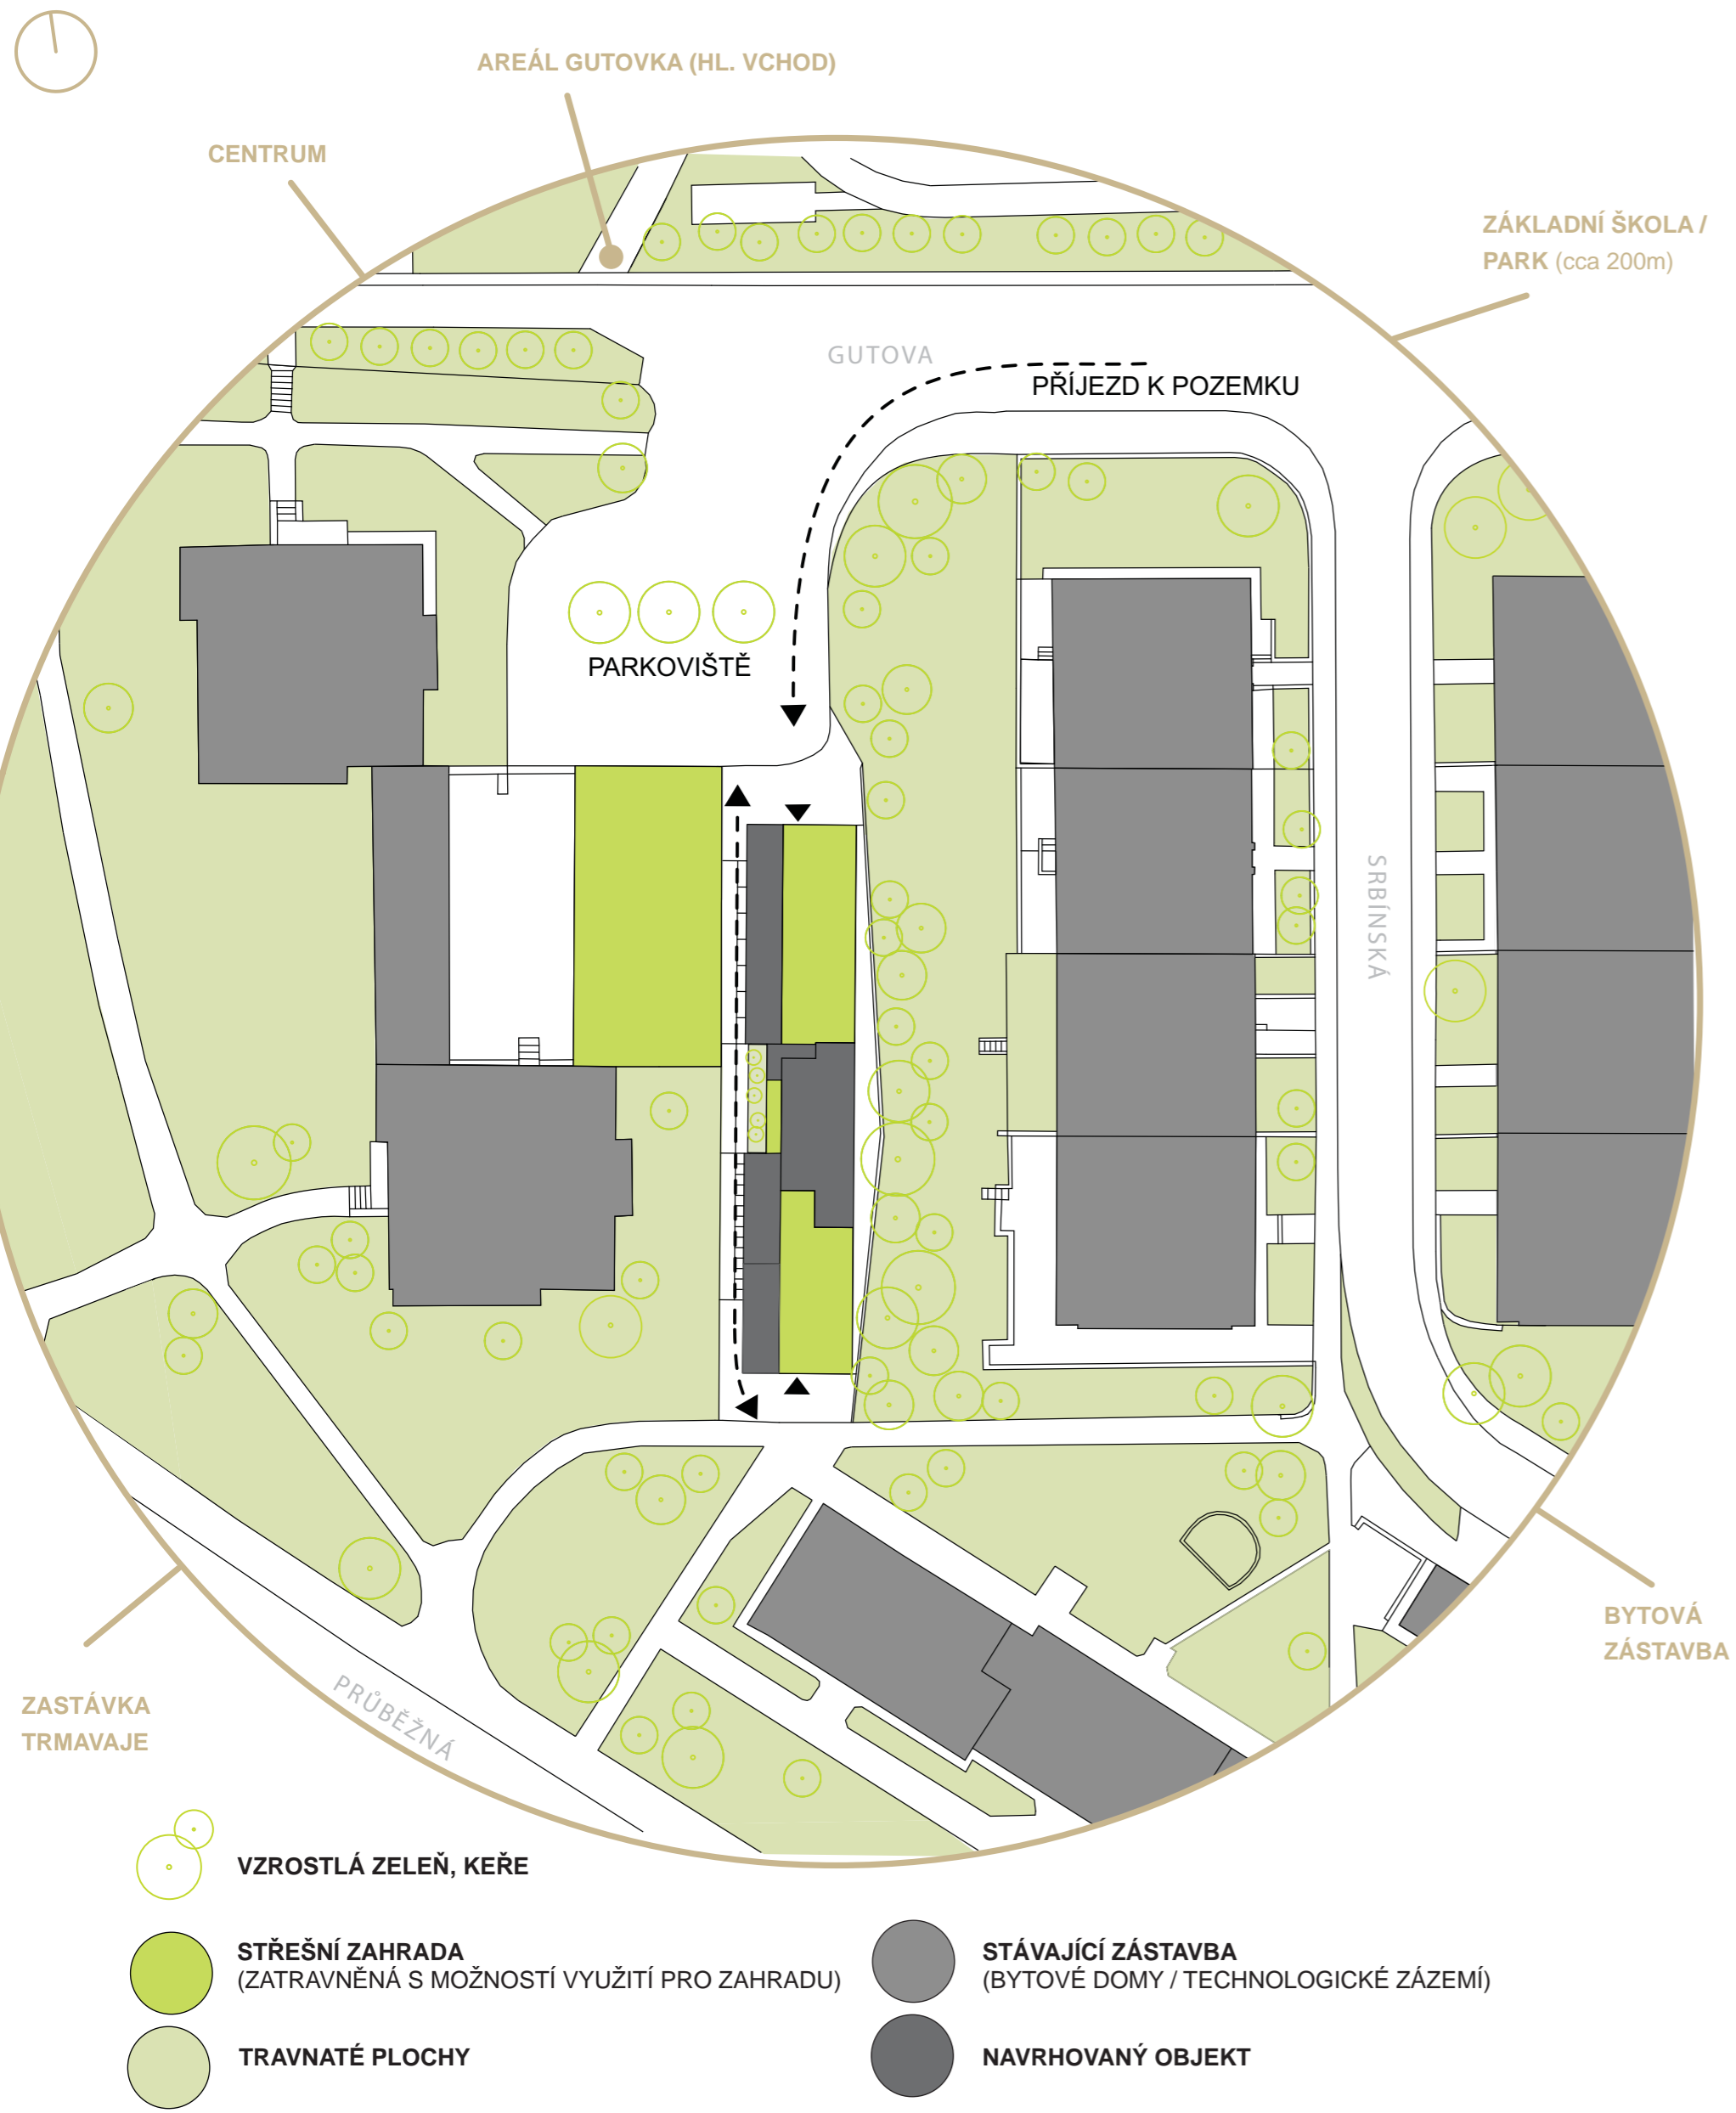 AREÁL GUTOVKA (HL. VCHOD)
CENTRUM
ZÁKLADNÍ ŠKOLA /
PARK (cca 200m)
GUTOVA
PŘÍJEZD K POZEMKU
PARKOVIŠTĚ
SRBÍNSKÁ
BYTOVÁ
ZÁSTAVBA
ZASTÁVKA
TRMAVAJE
PRŮBĚŽNÁ
VZROSTLÁ ZELEŇ, KEŘE
STŘEŠNÍ ZAHRADA
(ZATRAVNĚNÁ S MOŽNOSTÍ VYUŽITÍ PRO ZAHRADU)
TRAVNATÉ PLOCHY
STÁVAJÍCÍ ZÁSTAVBA
(BYTOVÉ DOMY / TECHNOLOGICKÉ ZÁZEMÍ)
NAVRHOVANÝ OBJEKT